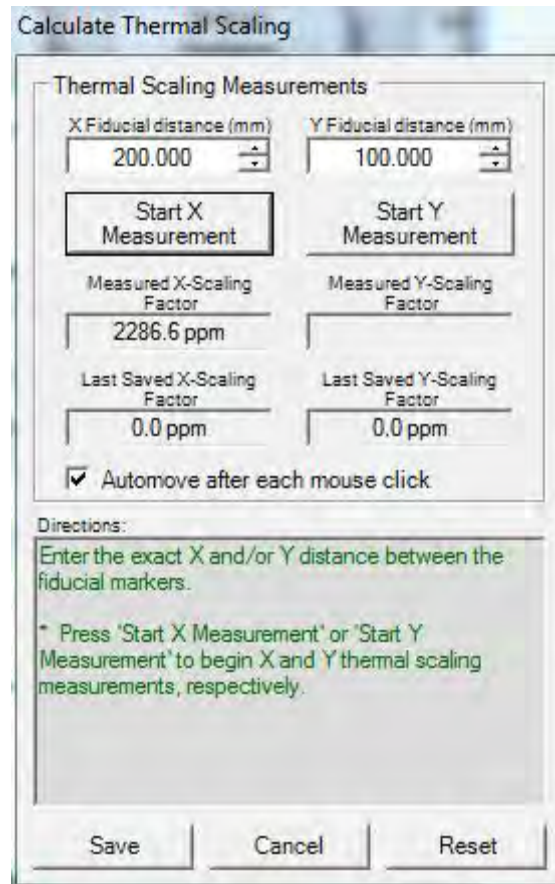 Calculate Thermal Scaling
Thermal Scaling Measurements
X Fiducial distance (mm)
Y Fiducial distance (mm)
200.000
100.000
Start X
Measurement
Start Y
Measurement
Measured X-Scaling
Factor
Measured Y-Scaling
Factor
2286.6 ppm
Last Saved X-Scaling
Factor
Last Saved Y-Scaling
Factor
0.0 ppm
0.0 ppm
Automove after each mouse click
Directions:
Enter the exact X and/or Y distance between the
fiducial markers.
* Press 'Start X Measurement' or 'Start Y
Measurement' to begin X and Y thermal scaling
measurements, respectively.
Save
Cancel
Reset